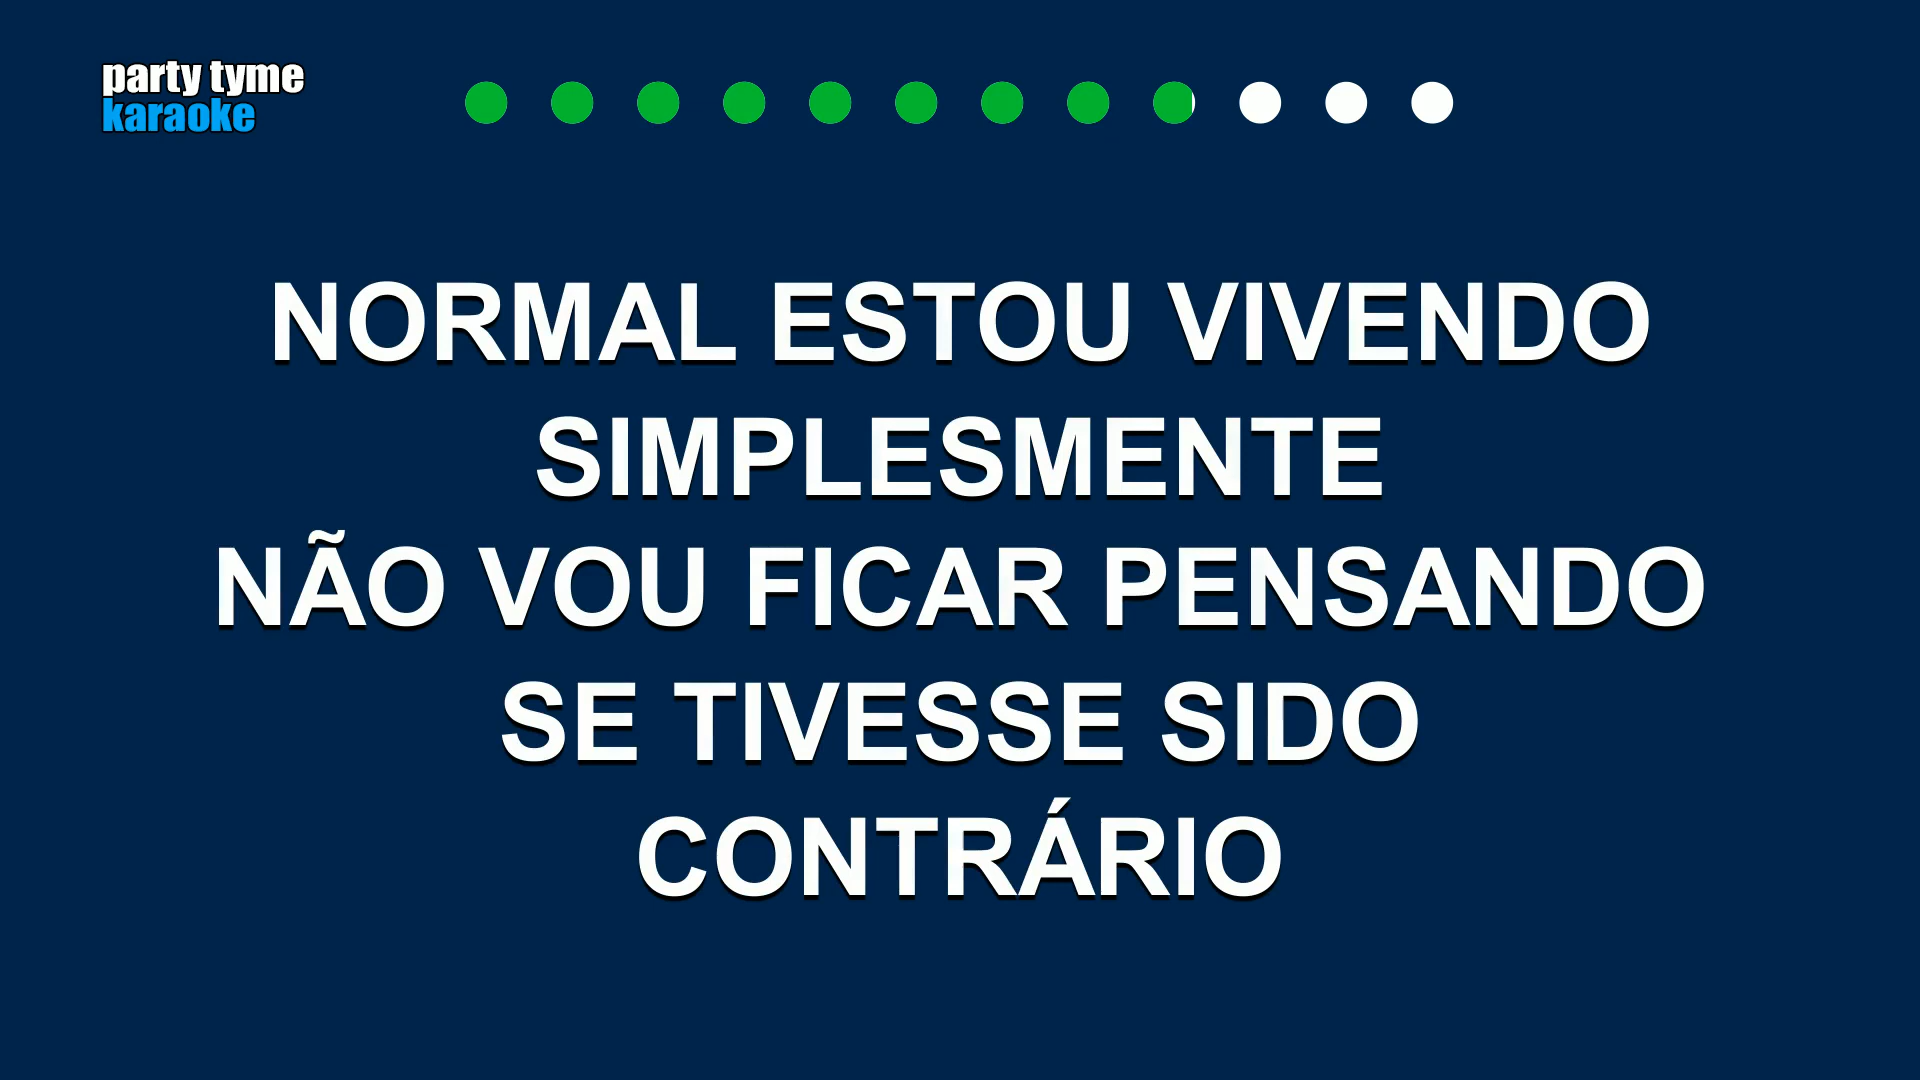 party tyme
karaoke
NORMAL ESTOU VIVENDO
SIMPLESMENTE
NÃO VOU FICAR PENSANDO
SE TIVESSE SIDO
CONTRÁRIO